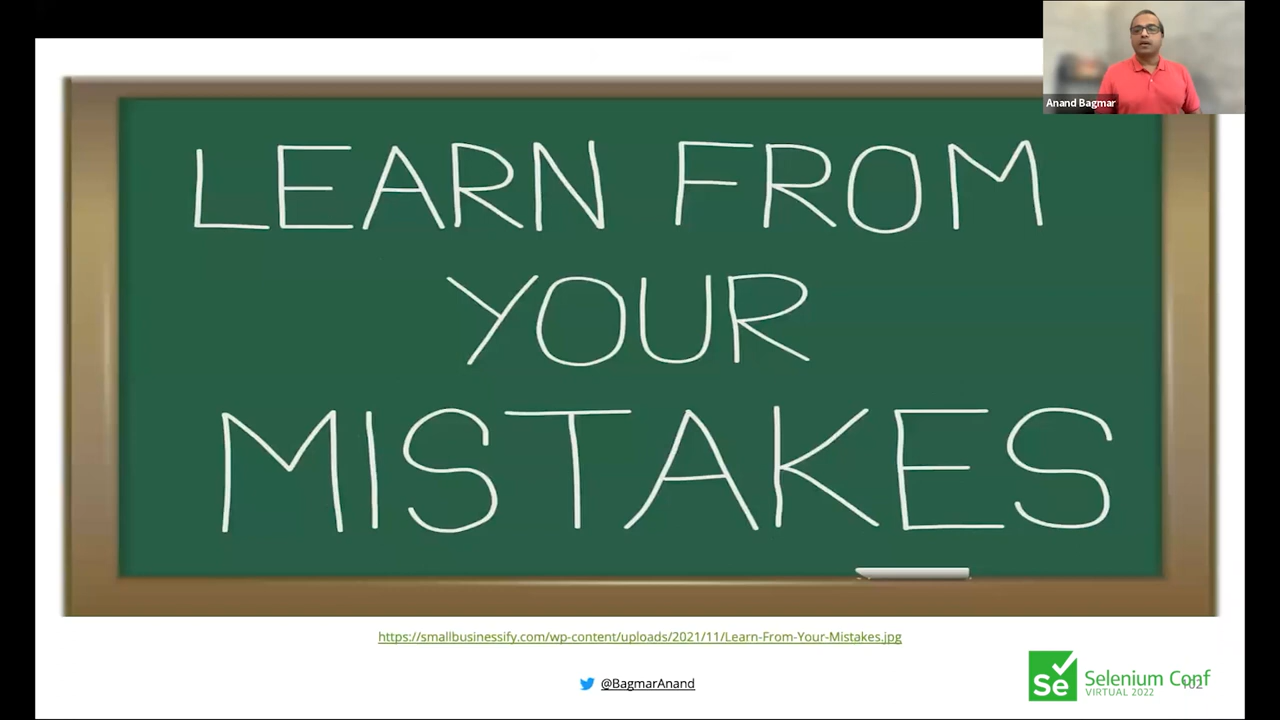 Anand Bagmar
LEARN FROM
YOUR
MISTAKES
https://smallbusinessify.com/wp-content/uploads/2021/11/Learn-From-Your-Mistakes.jpg
@BagmarAnand
Se
Selenium Conf
VIRTUAL 2022
102